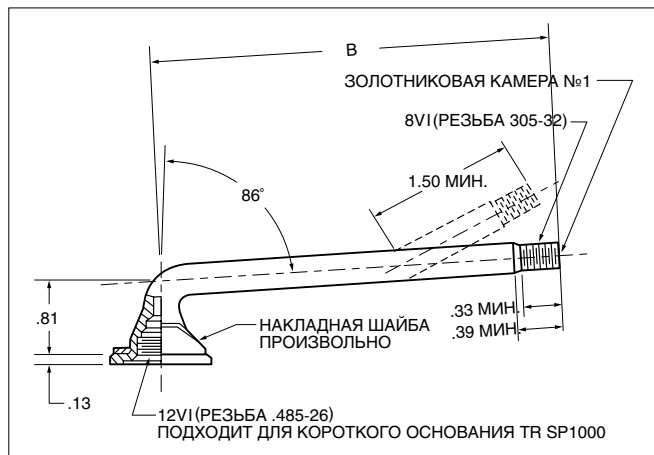 B
ЗОЛОТНИКОВАЯ КАМЕРА №1
8VI(РЕЗЬБА 305-32)
1.50 МИН.
86°
.81
.33 МИН.
.39 МИН.
НАКЛАДНАЯ ШАЙБА
ПРОИЗВОЛЬНО
.13
12VI(РЕЗЬБА .485-26)
ПОДХОДИТ ДЛЯ КОРОТКОГО ОСНОВАНИЯ TR SP1000